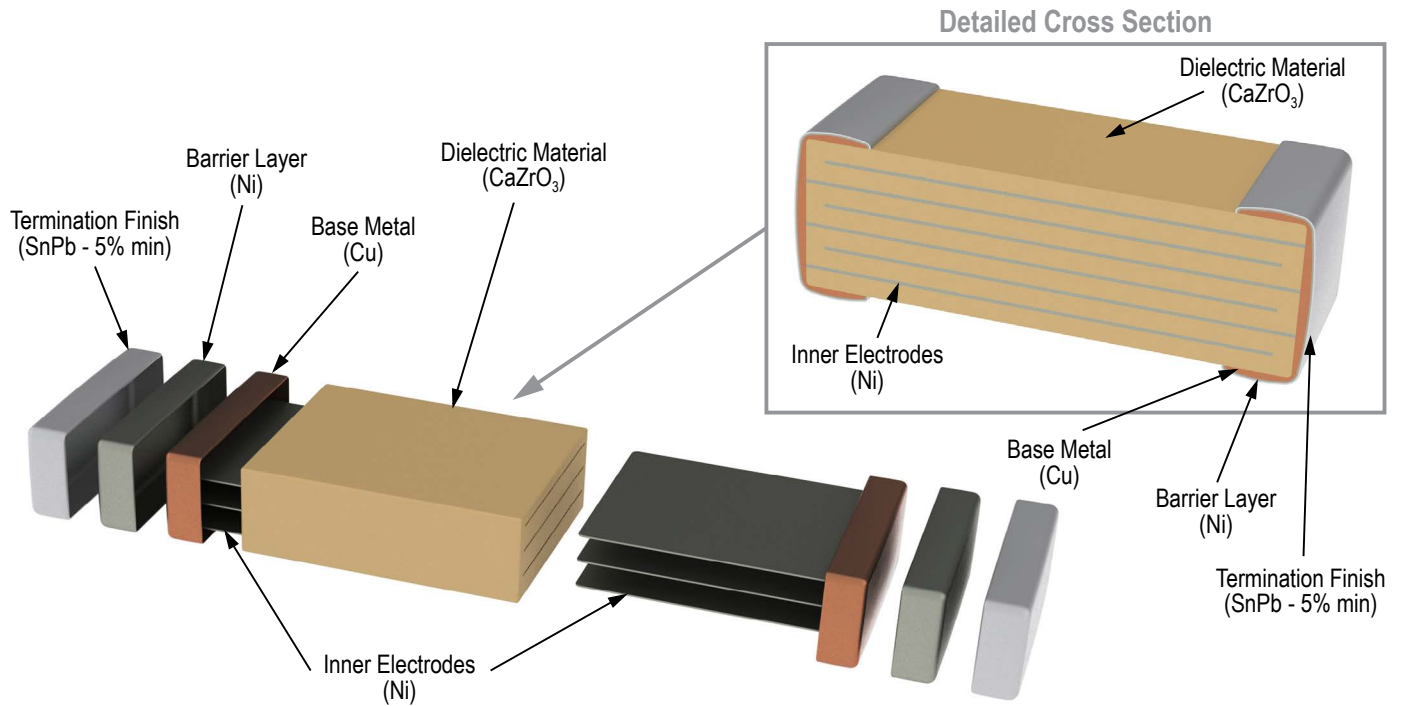 Detailed Cross Section
Dielectric Material
(CaZrO₃)
Barrier Layer
(Ni)
Dielectric Material
(CaZrO₃)
Termination Finish
(SnPb - 5% min)
Base Metal
(Cu)
Inner Electrodes
(Ni)
Base Metal
(Cu)
Barrier Layer
(Ni)
Termination Finish
(SnPb - 5% min)
Inner Electrodes
(Ni)